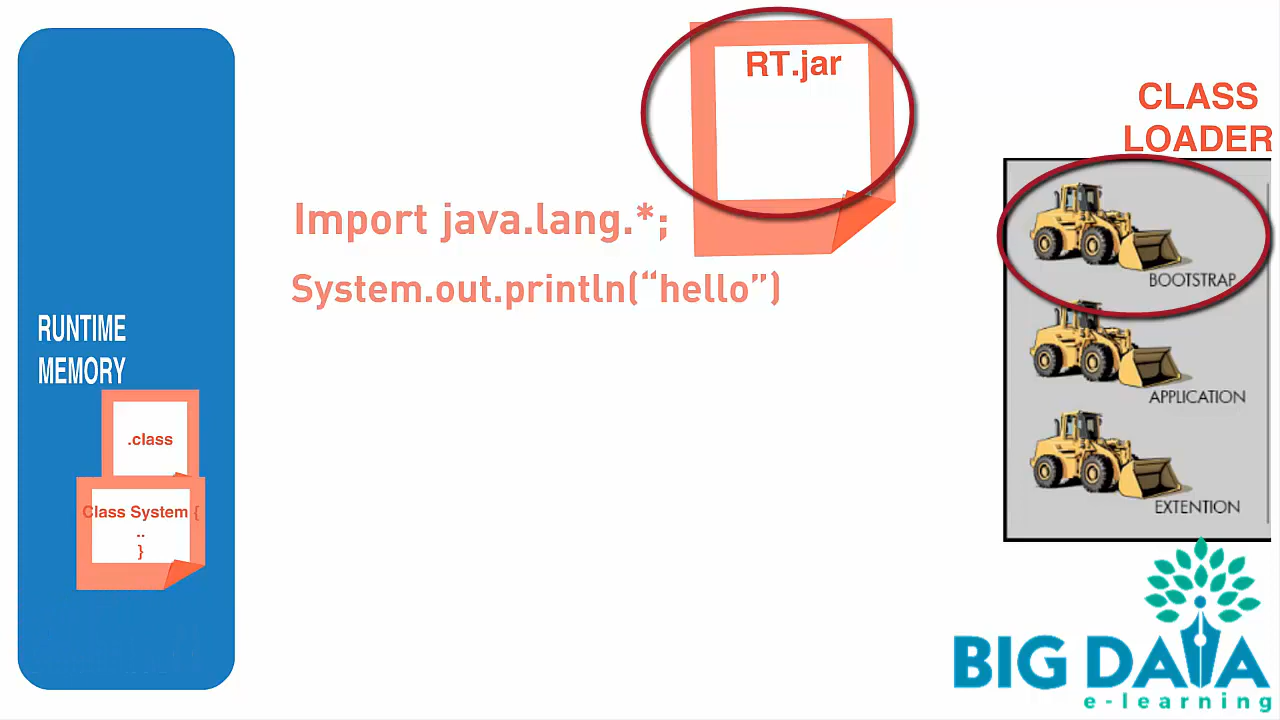 RT.jar
CLASS
LOADER
Import java.lang.*;
System.out.println(“hello”)
BOOTSTRAP
RUNTIME
MEMORY
APPLICATION
.class
EXTENTION
Class System {
..
}
BIG DATA
e-learning